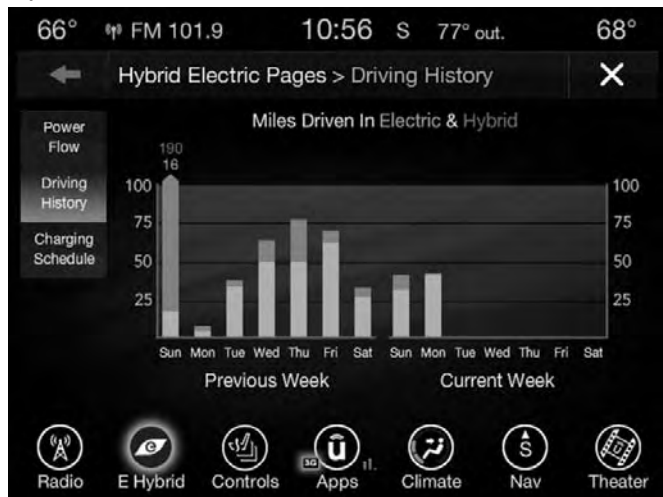 66° FM 101.9 10:56 S 77° out. 68°
Hybrid Electric Pages > Driving History
Miles Driven In Electric & Hybrid
Power
Flow
Driving
History
Charging
Schedule
190
16
100 100
75 75
50 50
25 25
Sun Mon Tue Wed Thu Fri Sat Sun Mon Tue Wed Thu Fri Sat
Previous Week Current Week
e û S
3G
Radio E Hybrid Controls Apps Climate Nav Theater